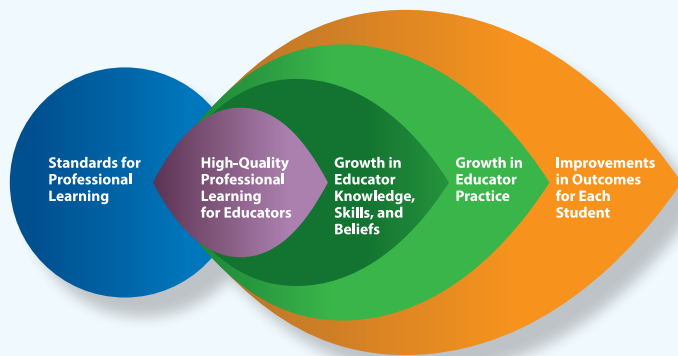 Standards for
Professional
Learning
High-Quality
Professional
Learning
for Educators
Growth in
Educator
Knowledge,
Skills, and
Beliefs
Growth in
Educator
Practice
Improvements
in Outcomes
for Each
Student